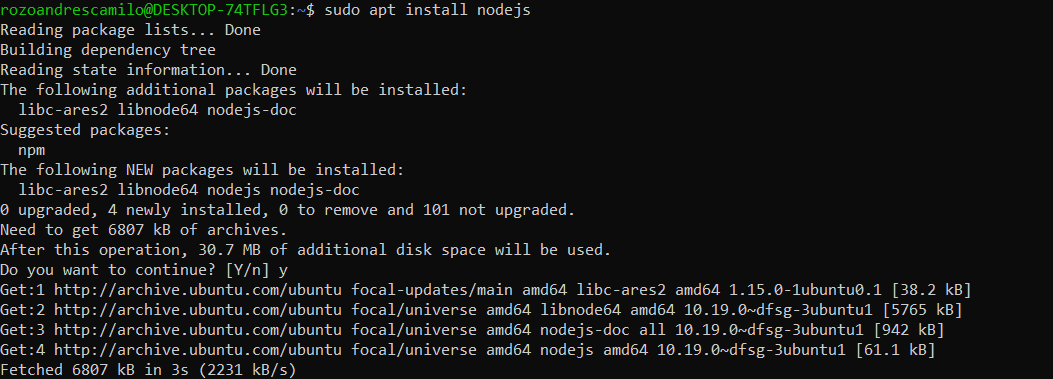 rozoandrescamilo@DESKTOP-74TFLG3:~$ sudo apt install nodejs
Reading package lists... Done
Building dependency tree
Reading state information... Done
The following additional packages will be installed:
  libc-ares2 libnode64 nodejs-doc
Suggested packages:
  npm
The following NEW packages will be installed:
  libc-ares2 libnode64 nodejs nodejs-doc
0 upgraded, 4 newly installed, 0 to remove and 101 not upgraded.
Need to get 6807 kB of archives.
After this operation, 30.7 MB of additional disk space will be used.
Do you want to continue? [Y/n] y
Get:1 http://archive.ubuntu.com/ubuntu focal-updates/main amd64 libc-ares2 amd64 1.15.0-1ubuntu0.1 [38.2 kB]
Get:2 http://archive.ubuntu.com/ubuntu focal/universe amd64 libnode64 amd64 10.19.0~dfsg-3ubuntu1 [5765 kB]
Get:3 http://archive.ubuntu.com/ubuntu focal/universe amd64 nodejs-doc all 10.19.0~dfsg-3ubuntu1 [942 kB]
Get:4 http://archive.ubuntu.com/ubuntu focal/universe amd64 nodejs amd64 10.19.0~dfsg-3ubuntu1 [61.1 kB]
Fetched 6807 kB in 3s (2231 kB/s)